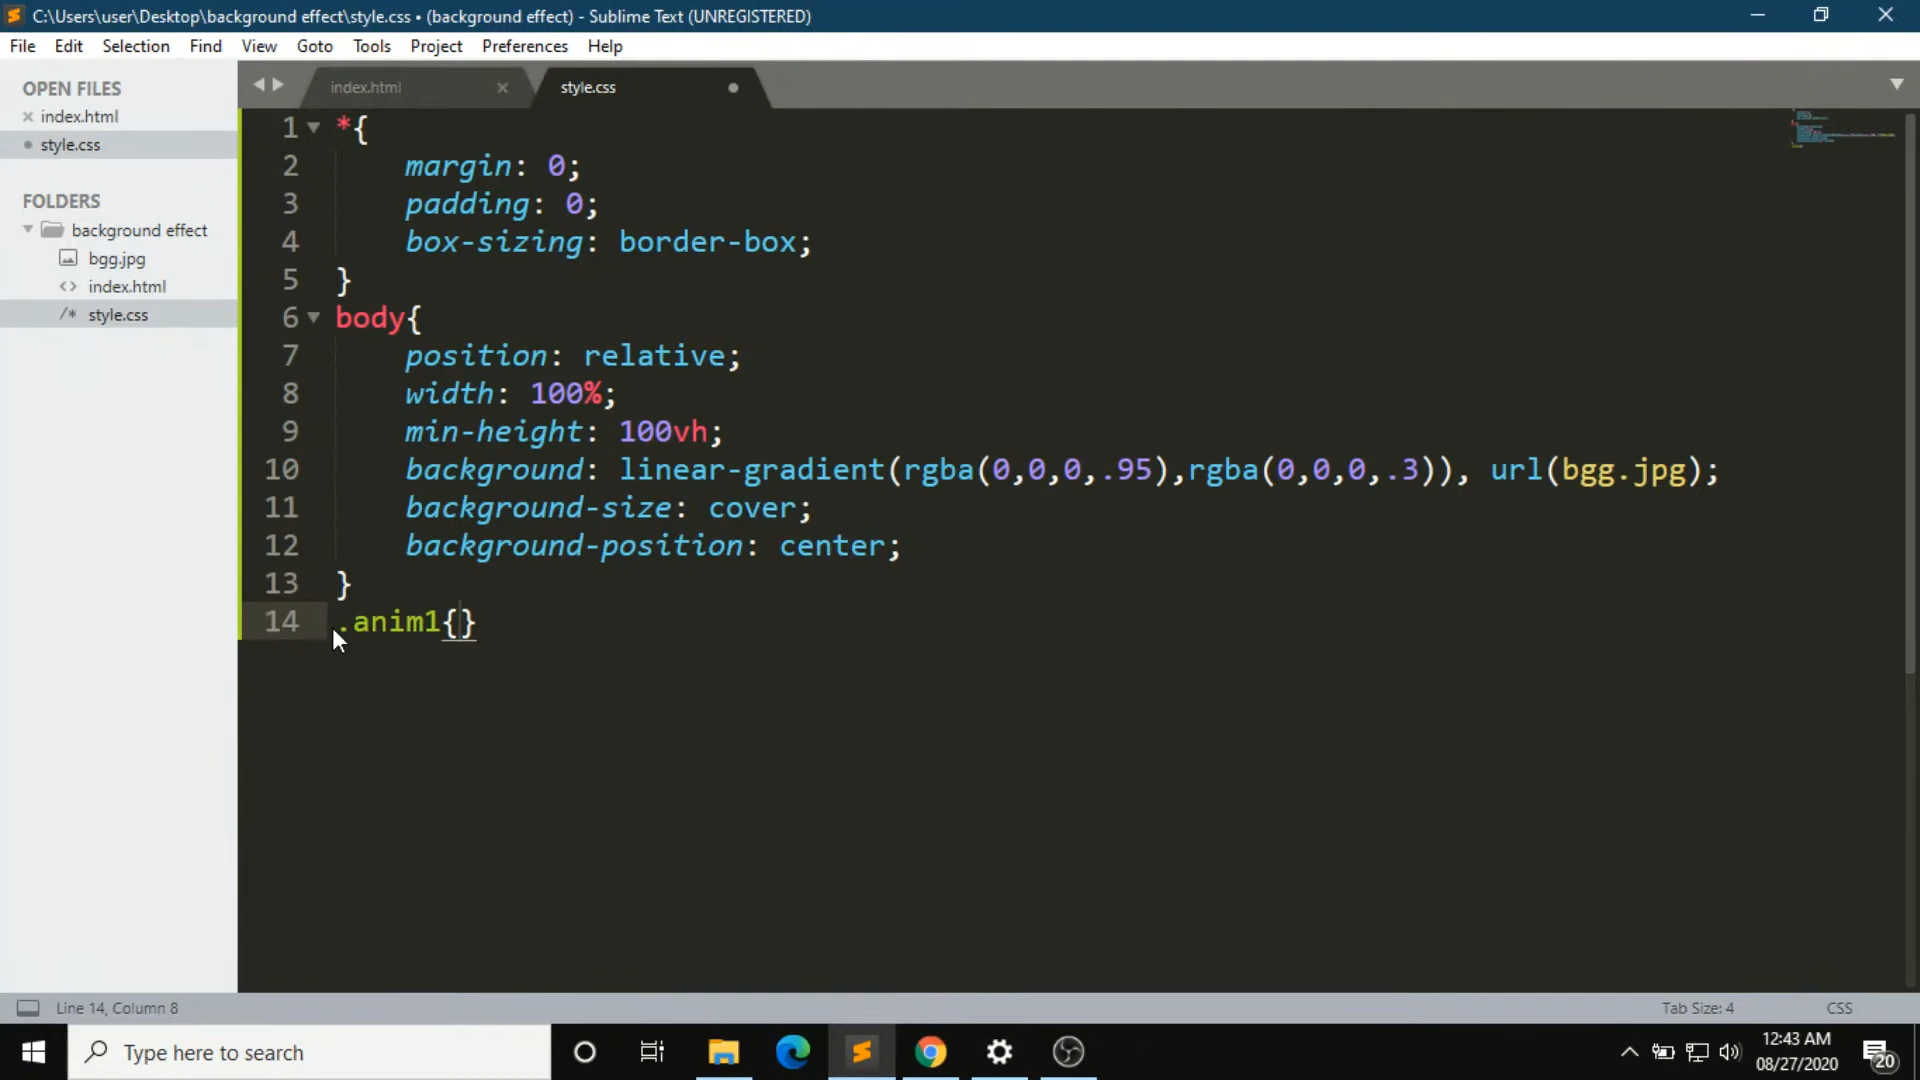 C:\Users\user\Desktop\background effect\style.css • (background effect) - Sublime Text (UNREGISTERED)
File Edit Selection Find View Goto Tools Project Preferences Help
OPEN FILES
index.html
style.css
FOLDERS
background effect
bgg.jpg
index.html
style.css
index.html
style.css
1 *{
2 margin: 0;
3 padding: 0;
4 box-sizing: border-box;
5 }
6 body{
7 position: relative;
8 width: 100%;
9 min-height: 100vh;
10 background: linear-gradient(rgba(0,0,0,.95),rgba(0,0,0,.3)), url(bgg.jpg);
11 background-size: cover;
12 background-position: center;
13 }
14 .anim1{}
Line 14, Column 8
Tab Size: 4
CSS
Type here to search
12:43 AM
08/27/2020
20